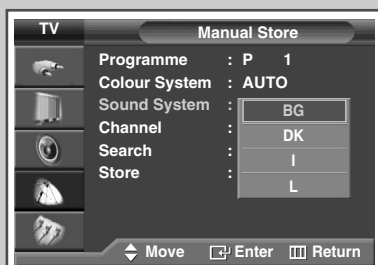 TV
Manual Store
Programme : P 1
Colour System : AUTO
Sound System :
BG
Channel :
DK
Search :
I
Store :
L
Move Enter Return